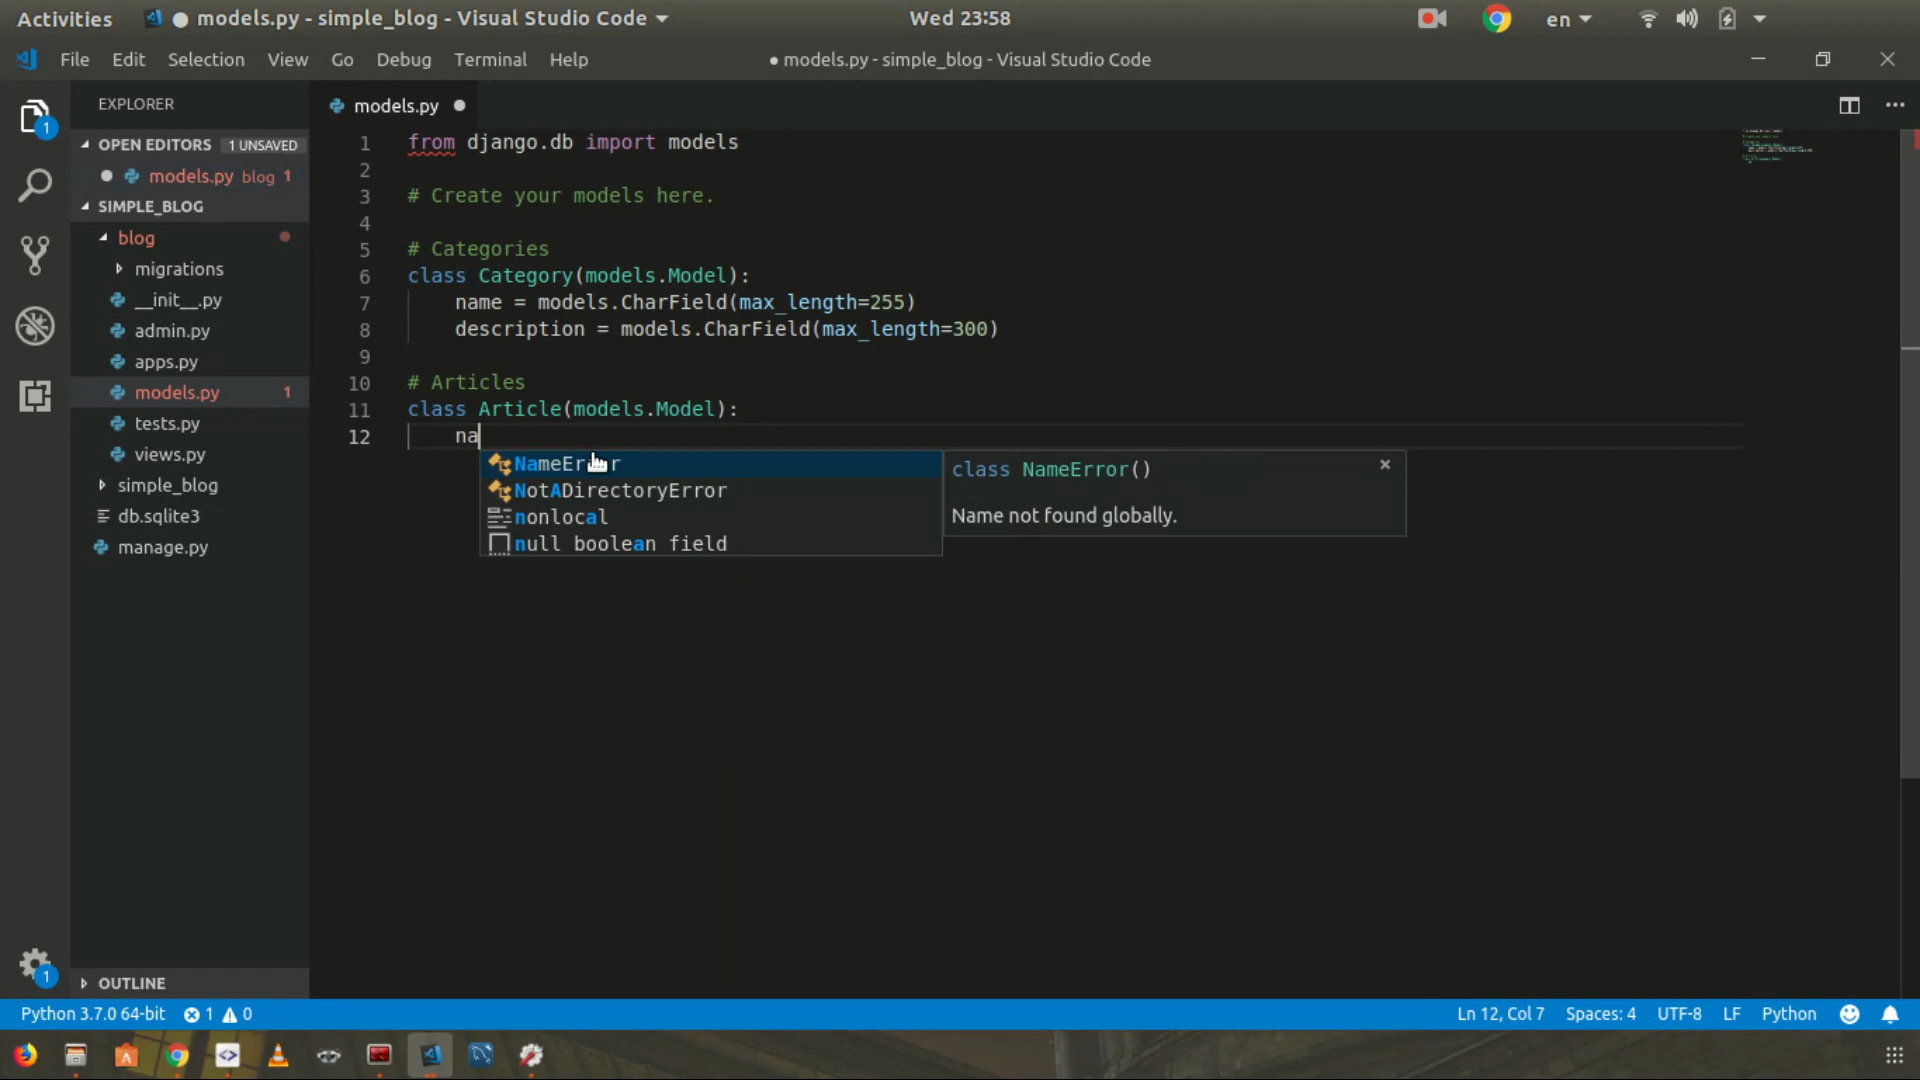 Activities
models.py - simple_blog - Visual Studio Code
Wed 23:58
en
File Edit Selection View Go Debug Terminal Help
● models.py - simple_blog - Visual Studio Code
EXPLORER
OPEN EDITORS 1 UNSAVED
models.py blog 1
SIMPLE_BLOG
blog
migrations
__init__.py
admin.py
apps.py
models.py 1
tests.py
views.py
simple_blog
db.sqlite3
manage.py
OUTLINE
1
1
models.py
1 from django.db import models
2
3 # Create your models here.
4
5 # Categories
6 class Category(models.Model):
7 name = models.CharField(max_length=255)
8 description = models.CharField(max_length=300)
9
10 # Articles
11 class Article(models.Model):
12 na
NameError
NotADirectoryError
nonlocal
null boolean field
class NameError()
Name not found globally.
Python 3.7.0 64-bit 1 0
Ln 12, Col 7 Spaces: 4 UTF-8 LF Python